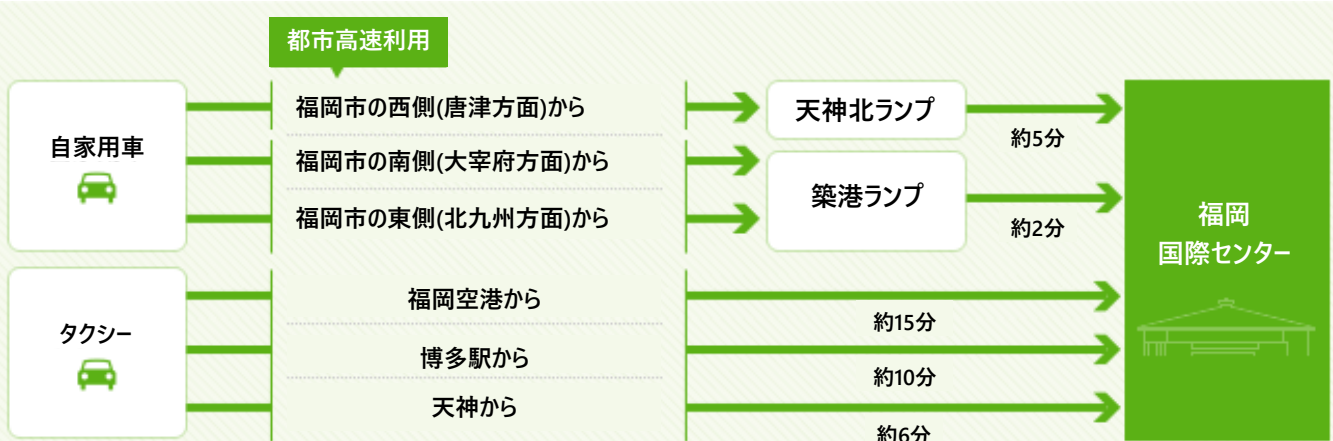 都市高速利用
自家用車
福岡市の西側(唐津方面)から
天神北ランプ
約5分
福岡市の南側(大宰府方面)から
福岡市の東側(北九州方面)から
築港ランプ
約2分
タクシー
福岡空港から
約15分
博多駅から
約10分
天神から
約6分
福岡
国際センター